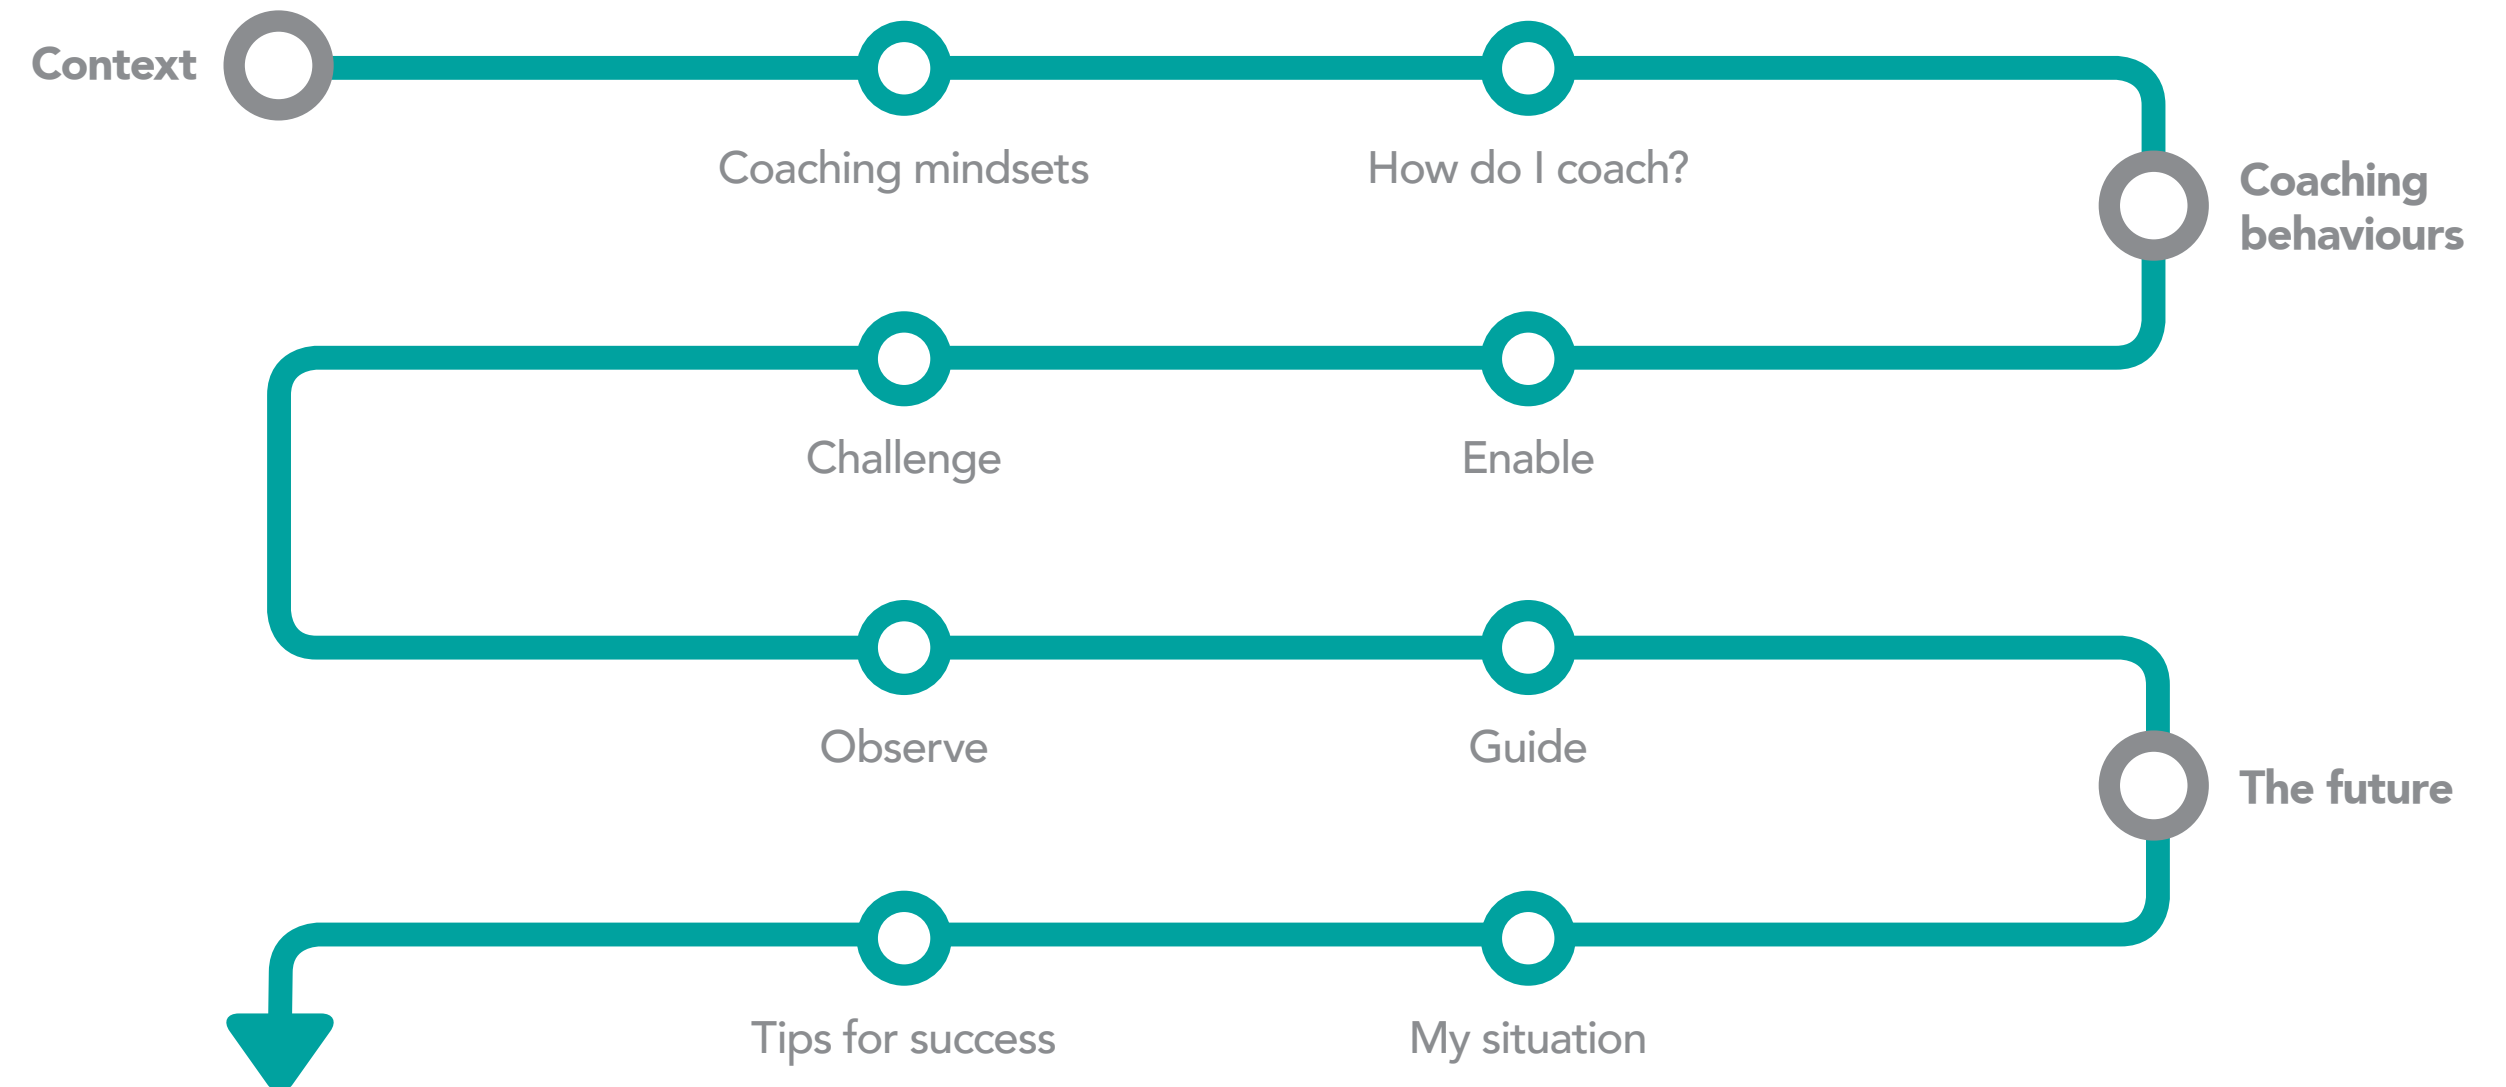 Context
Coaching mindsets
How do I coach?
Coaching
behaviours
Challenge
Enable
Observe
Guide
The future
Tips for success
My situation